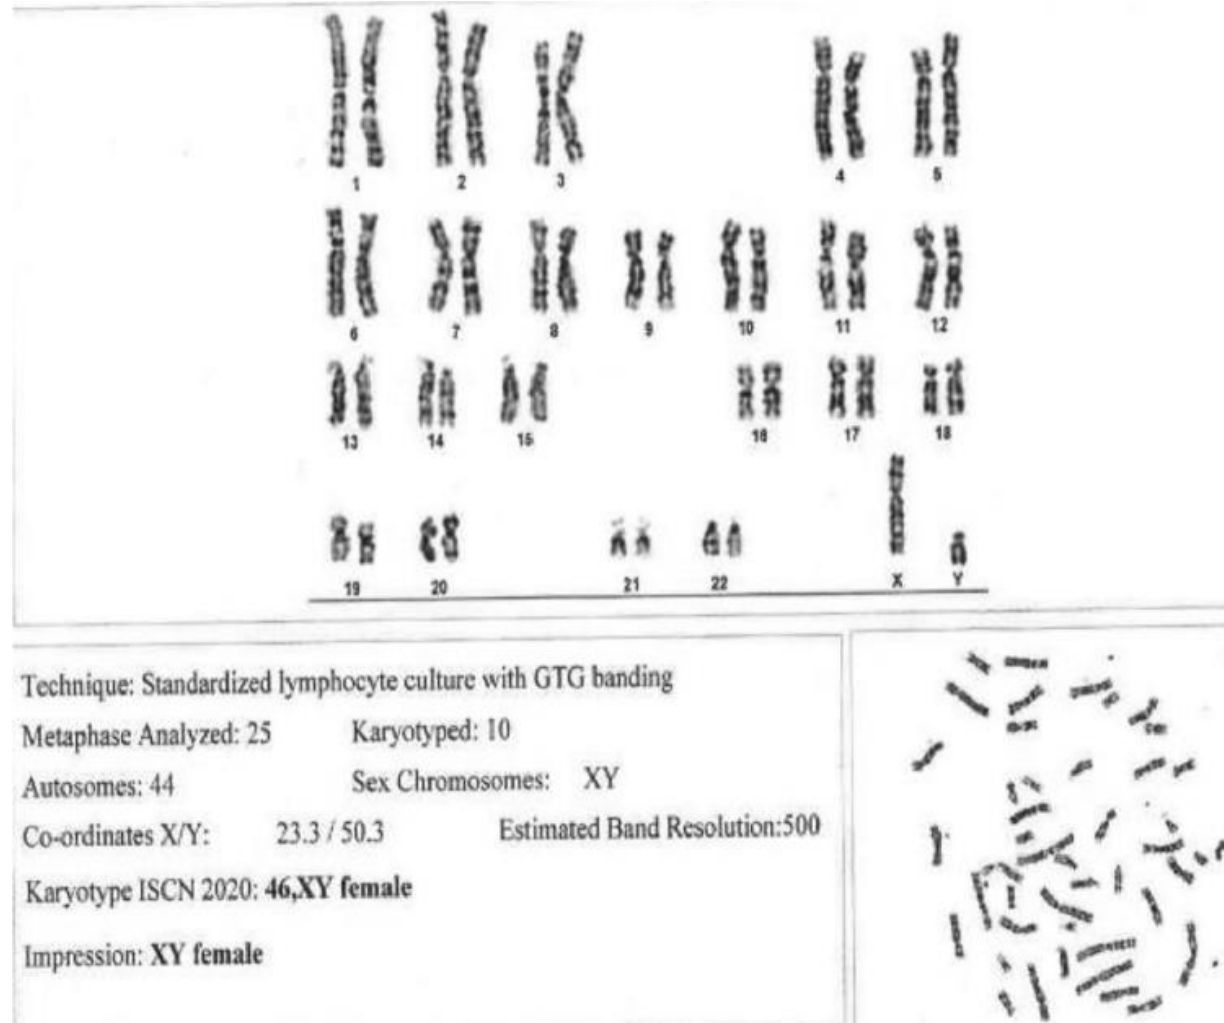 1 2 3 4 5
6 7 8 9 10 11 12
13 14 15 16 17 18
19 20 21 22 X Y
Technique: Standardized lymphocyte culture with GTG banding
Metaphase Analyzed: 25 Karyotyped: 10
Autosomes: 44 Sex Chromosomes: XY
Co-ordinates X/Y: 23.3 / 50.3 Estimated Band Resolution:500
Karyotype ISCN 2020: 46,XY female
Impression: XY female